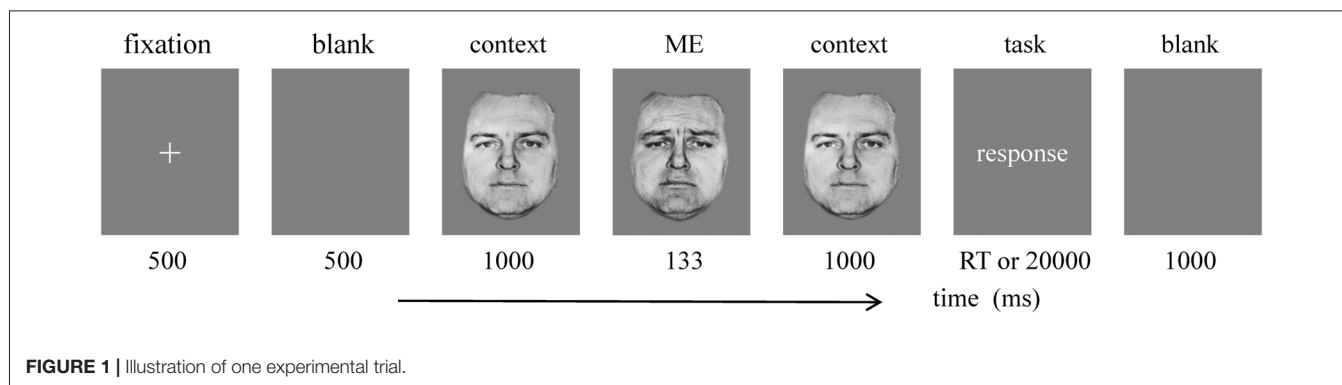 fixation blank context ME context task blank
+
response
500 500 1000 133 1000 RT or 20000 1000
time (ms)
FIGURE 1 | Illustration of one experimental trial.